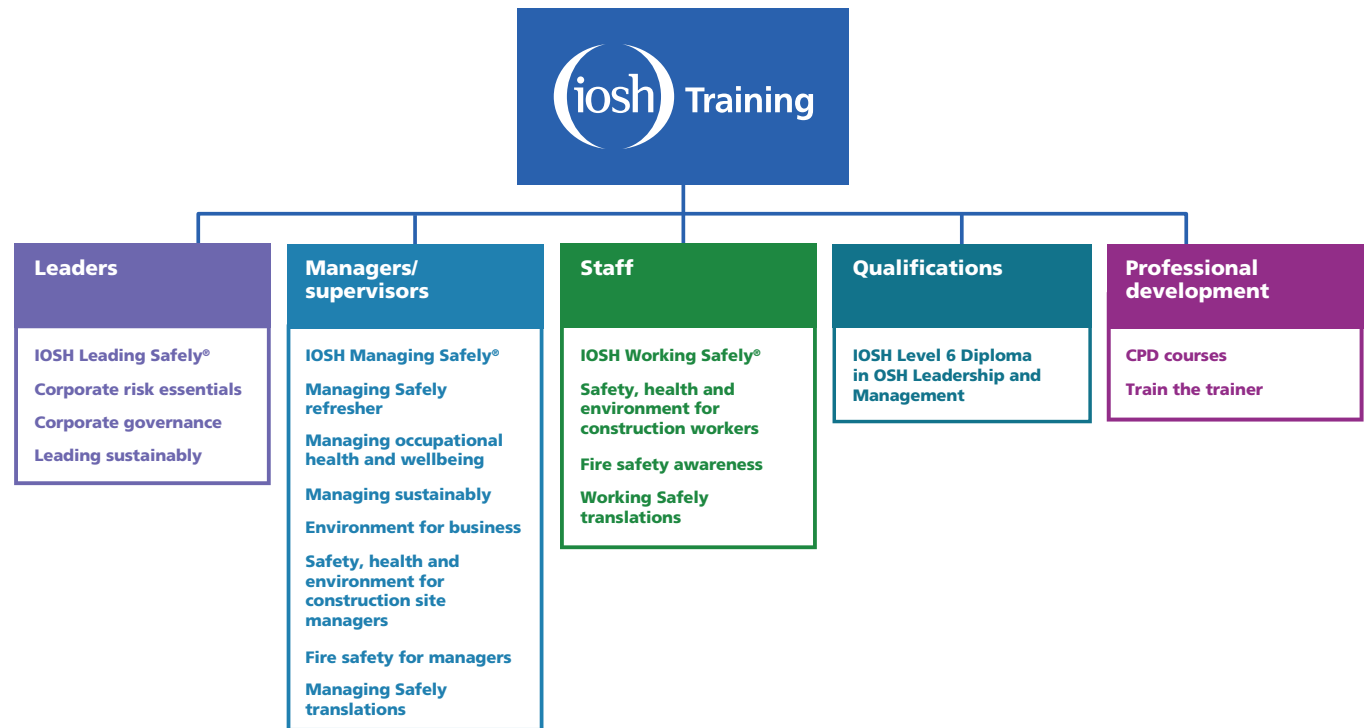 iosh Training
Leaders
IOSH Leading Safely®
Corporate risk essentials
Corporate governance
Leading sustainably
Managers/
supervisors
IOSH Managing Safely®
Managing Safely
refresher
Managing occupational
health and wellbeing
Managing sustainably
Environment for business
Safety, health and
environment for
construction site
managers
Fire safety for managers
Managing Safely
translations
Staff
IOSH Working Safely®
Safety, health and
environment for
construction workers
Fire safety awareness
Working Safely
translations
Qualifications
IOSH Level 6 Diploma
in OSH Leadership and
Management
Professional
development
CPD courses
Train the trainer